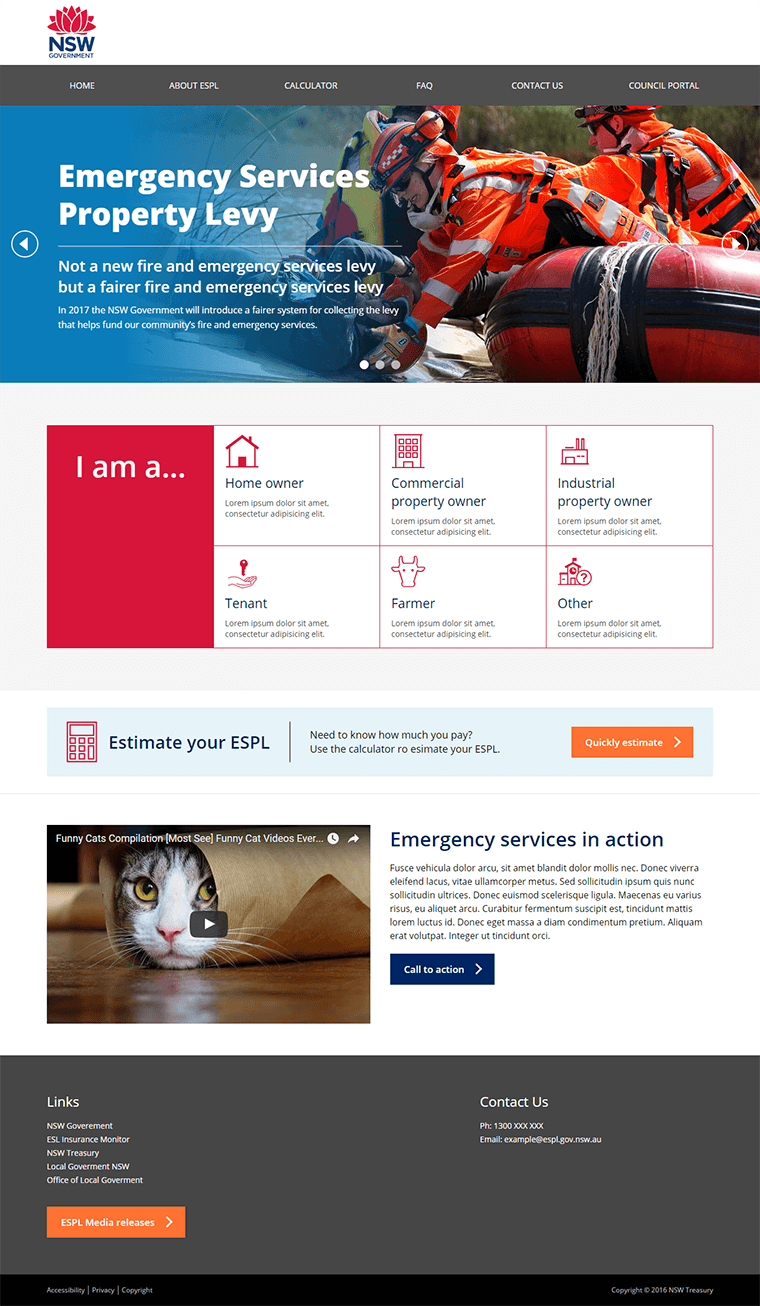 NSW
GOVERNMENT
HOME ABOUT ESPL CALCULATOR FAQ CONTACT US COUNCIL PORTAL
Emergency Services
Property Levy
Not a new fire and emergency services levy
but a fairer fire and emergency services levy
In 2017 the NSW Government will introduce a fairer system for collecting the levy
that helps fund our community's fire and emergency services.
I am a...
Home owner
Lorem ipsum dolor sit amet,
consectetur adipisicing elit.
Commercial
property owner
Lorem ipsum dolor sit amet,
consectetur adipisicing elit.
Industrial
property owner
Lorem ipsum dolor sit amet,
consectetur adipisicing elit.
Tenant
Lorem ipsum dolor sit amet,
consectetur adipisicing elit.
Farmer
Lorem ipsum dolor sit amet,
consectetur adipisicing elit.
Other
Lorem ipsum dolor sit amet,
consectetur adipisicing elit.
Estimate your ESPL
Need to know how much you pay?
Use the calculator ro esimate your ESPL.
Quickly estimate
Funny Cats Compilation [Most See] Funny Cat Videos Ever...
Emergency services in action
Fusce vehicula dolor arcu, sit amet blandit dolor mollis nec. Donec viverra
eleifend lacus, vitae ullamcorper metus. Sed sollicitudin ipsum quis nunc
sollicitudin ultrices. Donec euismod scelerisque ligula. Maecenas eu varius
risus, eu aliquet arcu. Curabitur fermentum suscipit est, tincidunt mattis
lorem luctus id. Donec eget massa a diam condimentum pretium. Aliquam
erat volutpat. Integer ut tincidunt orci.
Call to action
Links
NSW Goverement
ESL Insurance Monitor
NSW Treasury
Local Goverment NSW
Office of Local Goverment
ESPL Media releases
Contact Us
Ph: 1300 XXX XXX
Email: example@espl.gov.nsw.au
Accessibility | Privacy | Copyright
Copyright © 2016 NSW Treasury